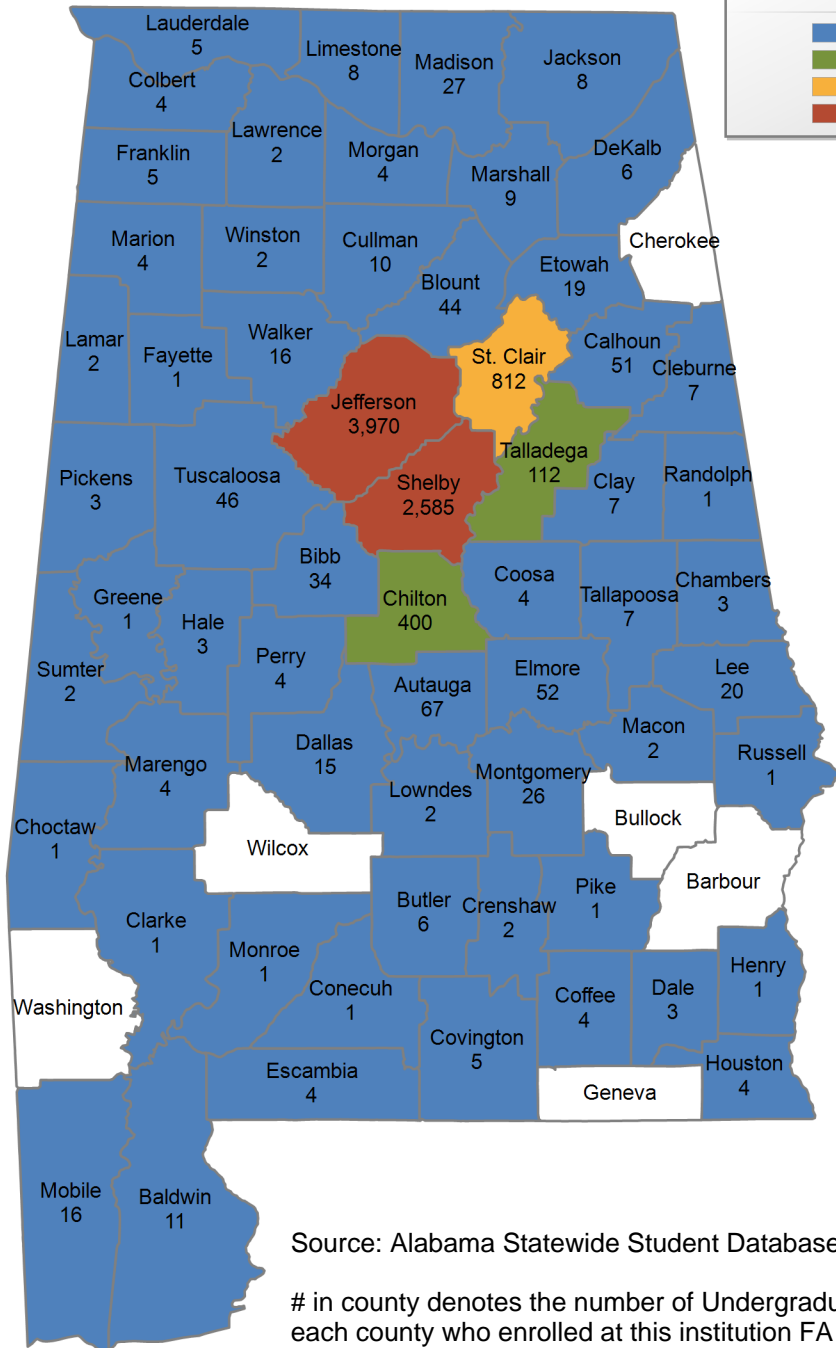 Lauderdale
5
Limestone
8
Madison
27
Jackson
8
Colbert
4
Lawrence
2
Franklin
5
Morgan
4
Marshall
9
DeKalb
6
Cherokee
Marion
4
Winston
2
Cullman
10
Blount
44
Etowah
19
Lamar
2
Fayette
1
Walker
16
St. Clair
812
Calhoun
51
Cleburne
7
Jefferson
3,970
Talladega
112
Shelby
2,585
Pickens
3
Tuscaloosa
46
Clay
7
Randolph
1
Bibb
34
Chilton
400
Coosa
4
Tallapoosa
7
Chambers
3
Greene
1
Hale
3
Perry
4
Sumter
2
Autauga
67
Elmore
52
Lee
20
Macon
2
Russell
1
Marengo
4
Dallas
15
Lowndes
2
Montgomery
26
Bullock
Choctaw
1
Wilcox
Barbour
Clarke
1
Butler
6
Crenshaw
2
Pike
1
Monroe
1
Conecuh
1
Washington
Covington
5
Coffee
4
Dale
3
Henry
1
Escambia
4
Geneva
Houston
4
Mobile
16
Baldwin
11
Source: Alabama Statewide Student Database
# in county denotes the number of Undergradu
each county who enrolled at this institution FA